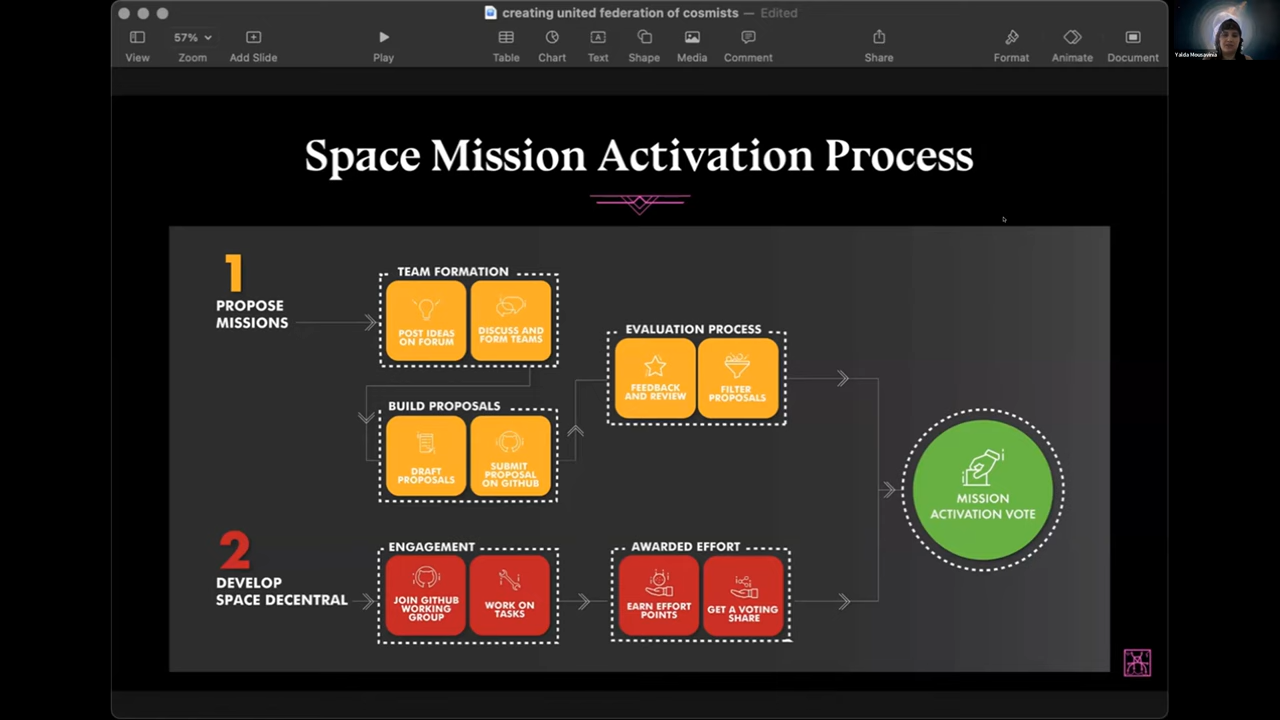 creating united federation of cosmists — Edited
57%
View
Zoom
Add Slide
Play
Table
Chart
Text
Shape
Media
Comment
Share
Format
Animate
Document
Yalda Mousavinia
Space Mission Activation Process
1
PROPOSE
MISSIONS
TEAM FORMATION
POST IDEAS
ON FORUM
DISCUSS AND
FORM TEAMS
BUILD PROPOSALS
DRAFT
PROPOSALS
SUBMIT
PROPOSAL
ON GITHUB
EVALUATION PROCESS
FEEDBACK
AND REVIEW
FILTER
PROPOSALS
2
DEVELOP
SPACE DECENTRAL
ENGAGEMENT
JOIN GITHUB
WORKING
GROUP
WORK ON
TASKS
AWARDED EFFORT
EARN EFFORT
POINTS
GET A VOTING
SHARE
MISSION
ACTIVATION VOTE